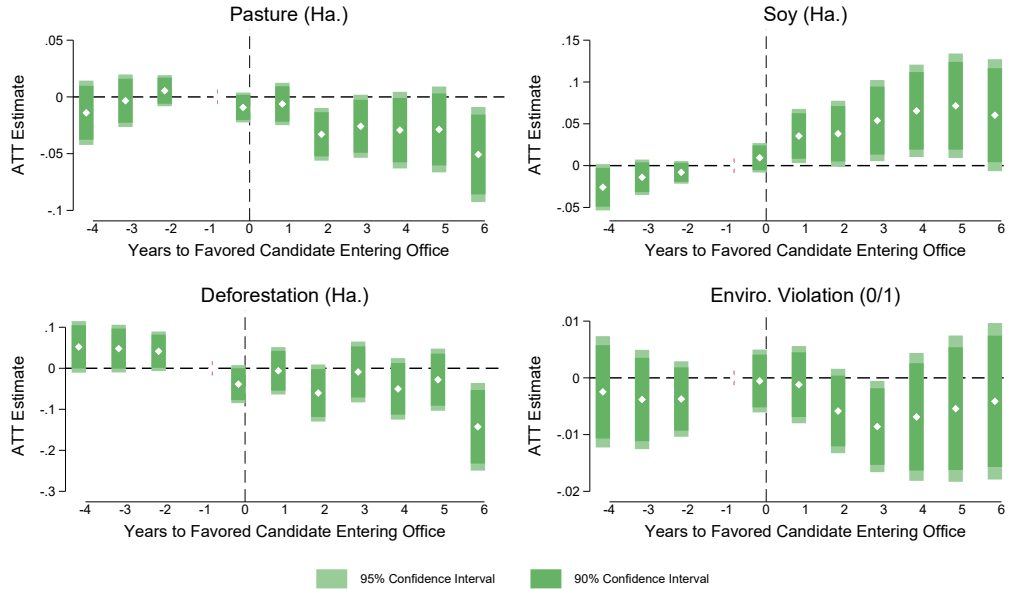 Pasture (Ha.)
ATT Estimate
.05
0
-.05
-.1
-4 -3 -2 -1 0 1 2 3 4 5 6
Years to Favored Candidate Entering Office
Soy (Ha.)
ATT Estimate
.15
.1
.05
0
-.05
-4 -3 -2 -1 0 1 2 3 4 5 6
Years to Favored Candidate Entering Office
Deforestation (Ha.)
ATT Estimate
.1
0
-.1
-.2
-.3
-4 -3 -2 -1 0 1 2 3 4 5 6
Years to Favored Candidate Entering Office
Enviro. Violation (0/1)
ATT Estimate
.01
0
-.01
-.02
-4 -3 -2 -1 0 1 2 3 4 5 6
Years to Favored Candidate Entering Office
95% Confidence Interval
90% Confidence Interval